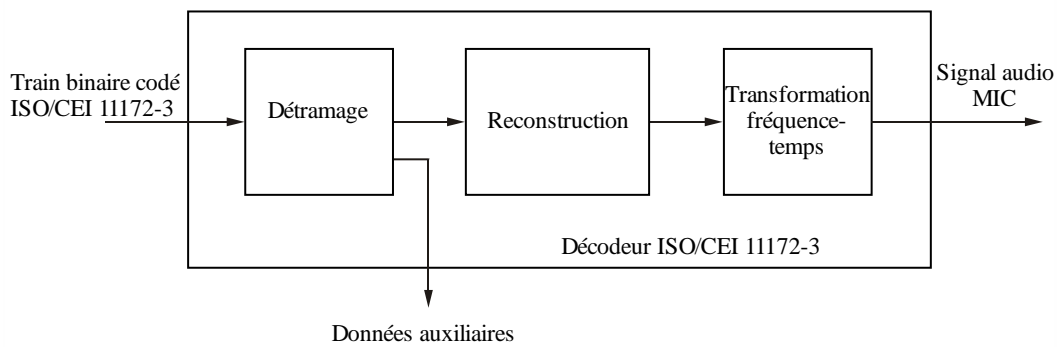 Train binaire codé
ISO/CEI 11172-3
Détramage
Reconstruction
Transformation
fréquence-
temps
Signal audio
MIC
Décodeur ISO/CEI 11172-3
Données auxiliaires